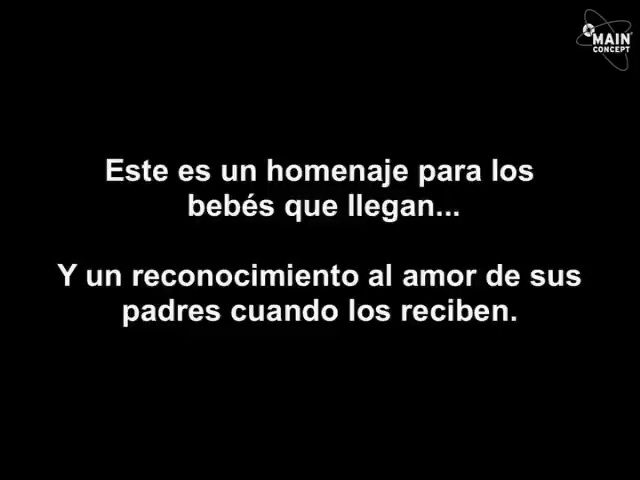 MAIN
CONCEPT
Este es un homenaje para los
bebés que llegan...
Y un reconocimiento al amor de sus
padres cuando los reciben.